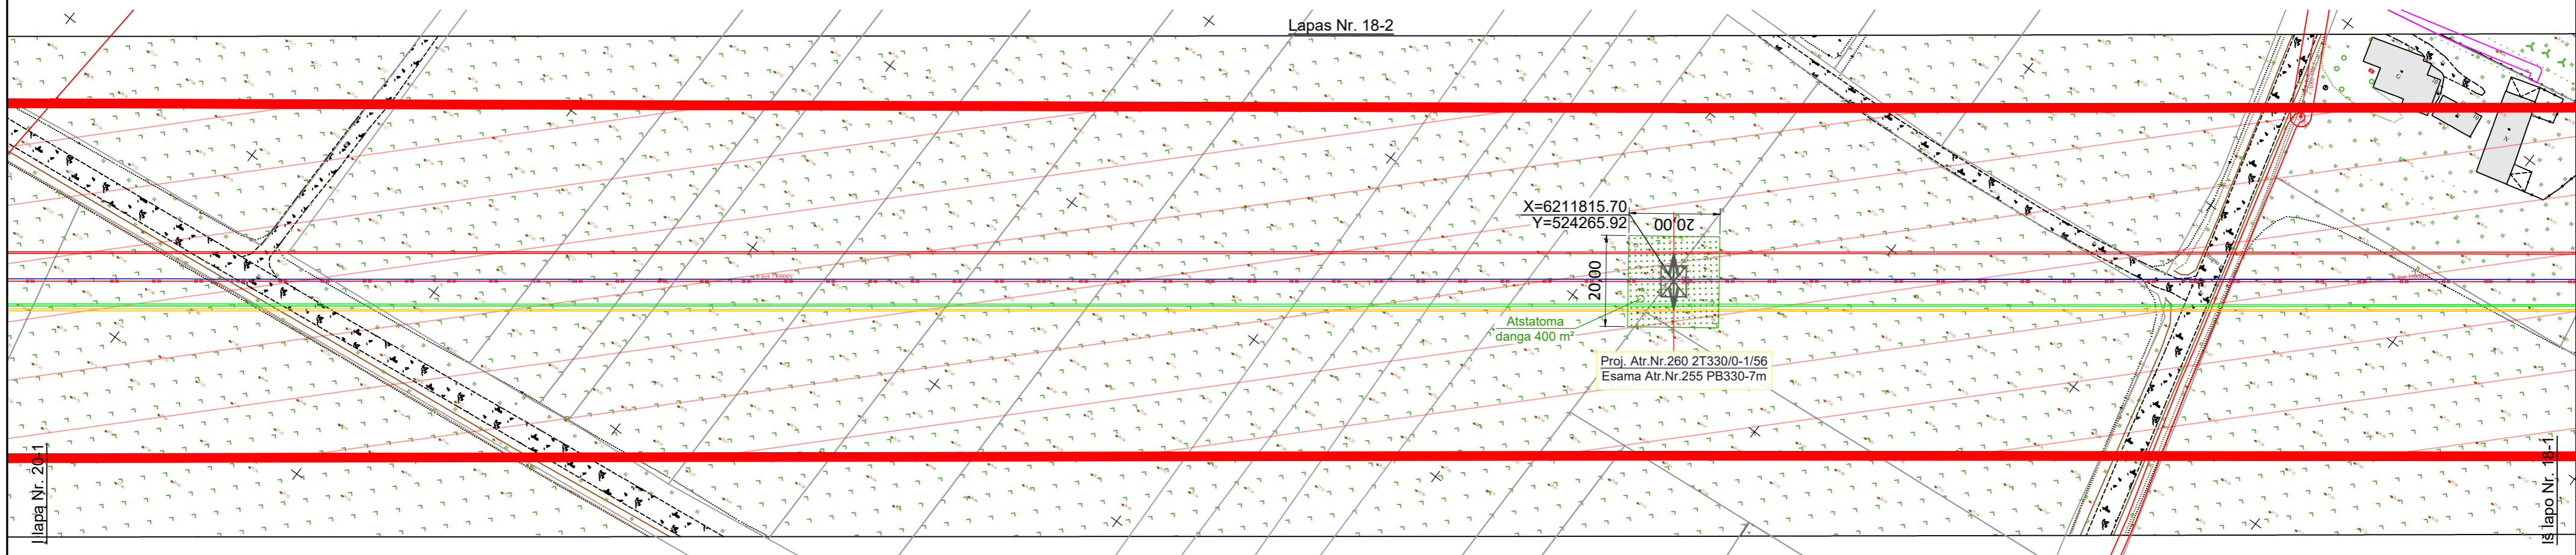 Lapas Nr. 18-2
X=6211815.70
Y=524265.92
20,00
20,00
Atstatoma
danga 400 m²
Proj. Atr.Nr.260 2T330/0-1/56
Esama Atr.Nr.255 PB330-7m
Į lapą Nr. 20-1
Iš lapo Nr. 18-1